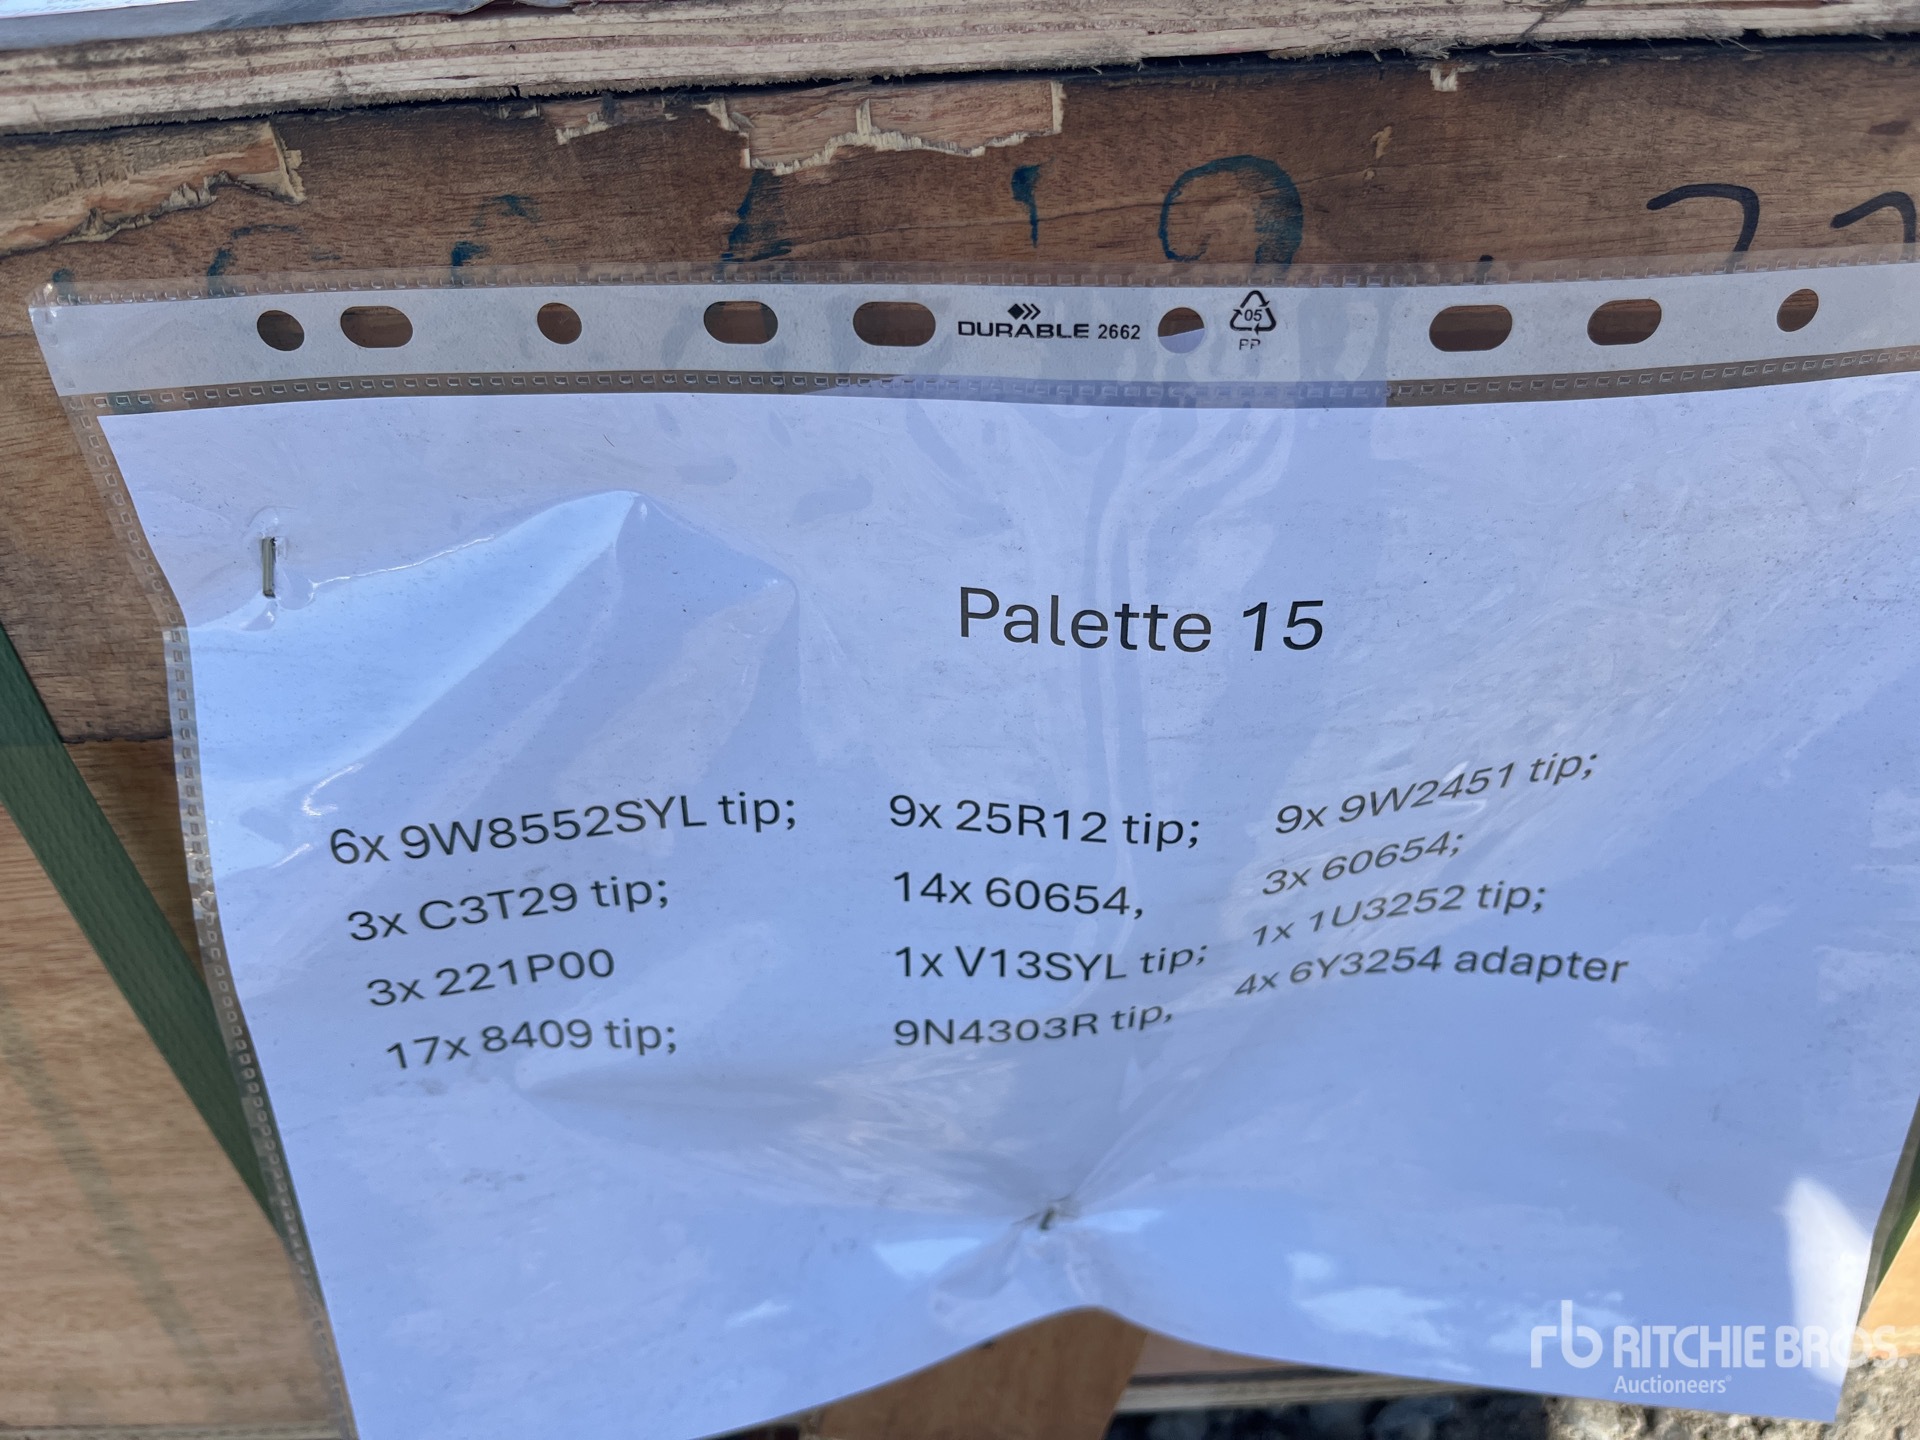 DURABLE 2662
05
PP
Palette 15
6x 9W8552SYL tip;
3x C3T29 tip;
3x 221P00
17x 8409 tip;
9x 25R12 tip;
14x 60654,
1x V13SYL tip;
9N4303R tip,
9x 9W2451 tip;
3x 60654;
1x 1U3252 tip;
4x 6Y3254 adapter
rb RITCHIE BROS.
Auctioneers